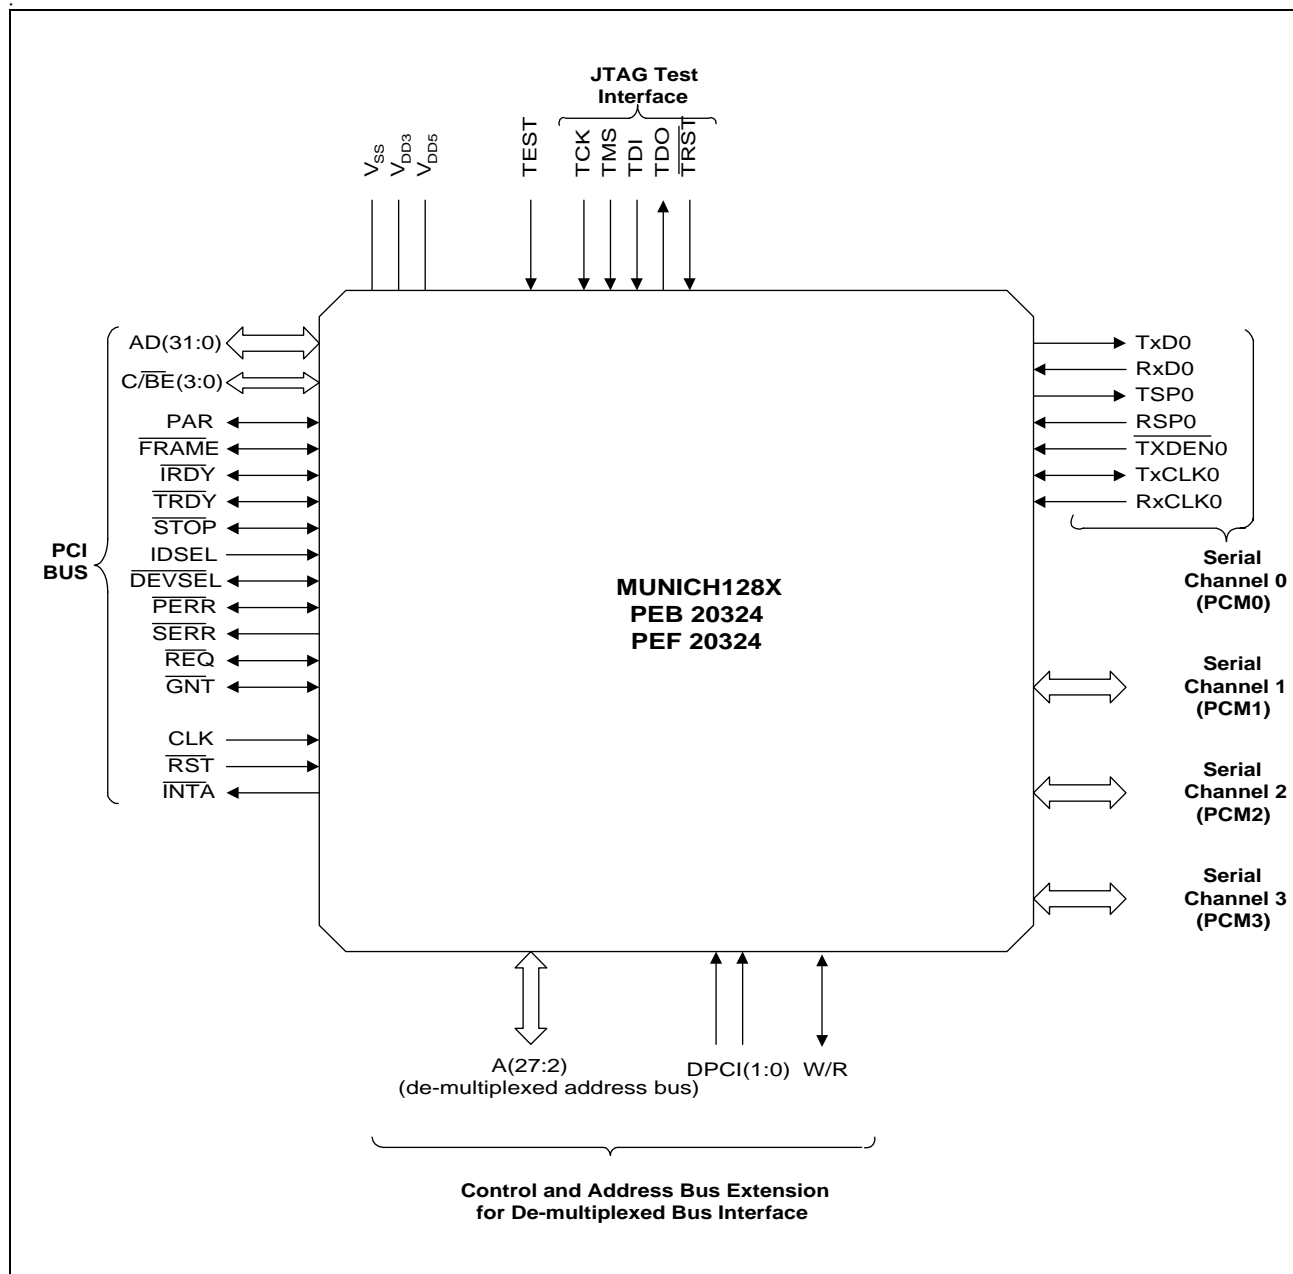 .
JTAG Test
Interface
VSS
VDD3
VDD5
TEST
TCK
TMS
TDI
TDO
TRST
AD(31:0)
C/BE(3:0)
PAR
FRAME
IRDY
TRDY
STOP
IDSEL
DEVSEL
PERR
SERR
REQ
GNT
CLK
RST
INTA
PCI
BUS
MUNICH128X
PEB 20324
PEF 20324
TxD0
RxD0
TSP0
RSP0
TXDEN0
TxCLK0
RxCLK0
Serial
Channel 0
(PCM0)
Serial
Channel 1
(PCM1)
Serial
Channel 2
(PCM2)
Serial
Channel 3
(PCM3)
A(27:2)
(de-multiplexed address bus)
DPCI(1:0)
W/R
Control and Address Bus Extension
for De-multiplexed Bus Interface